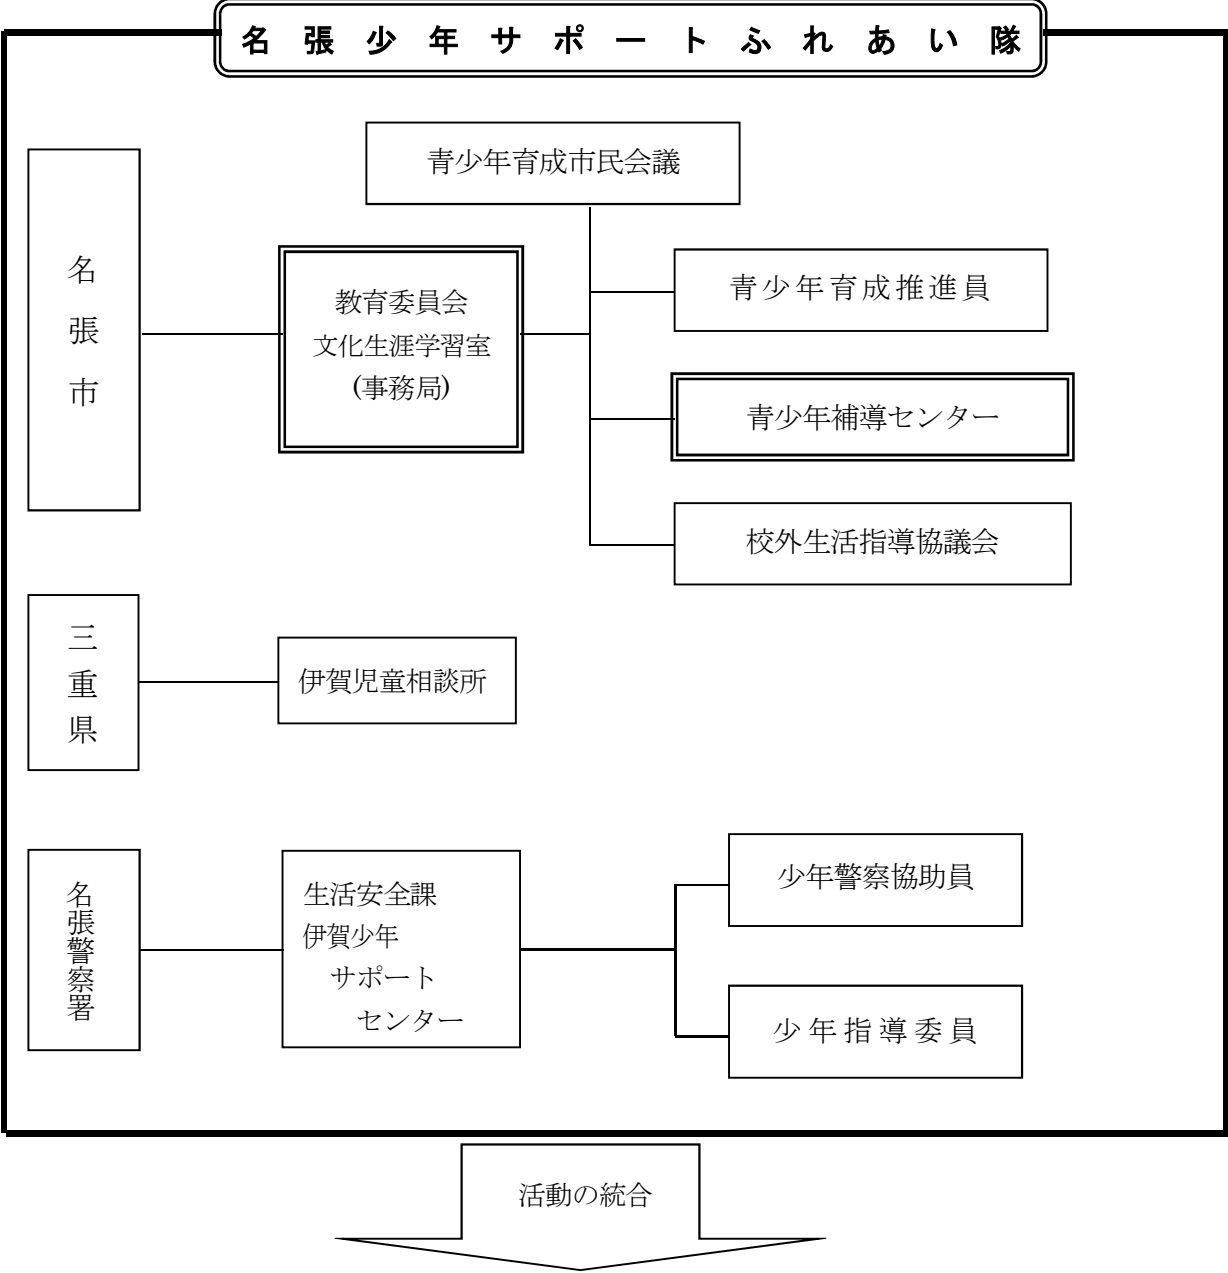 名張少年サポートふれあい隊
青少年育成市民会議
名張市
教育委員会
文化生涯学習室
(事務局)
青少年育成推進員
青少年補導センター
校外生活指導協議会
三重県
伊賀児童相談所
名張警察署
生活安全課
伊賀少年
サポート
センター
少年警察協助員
少年指導委員
活動の統合